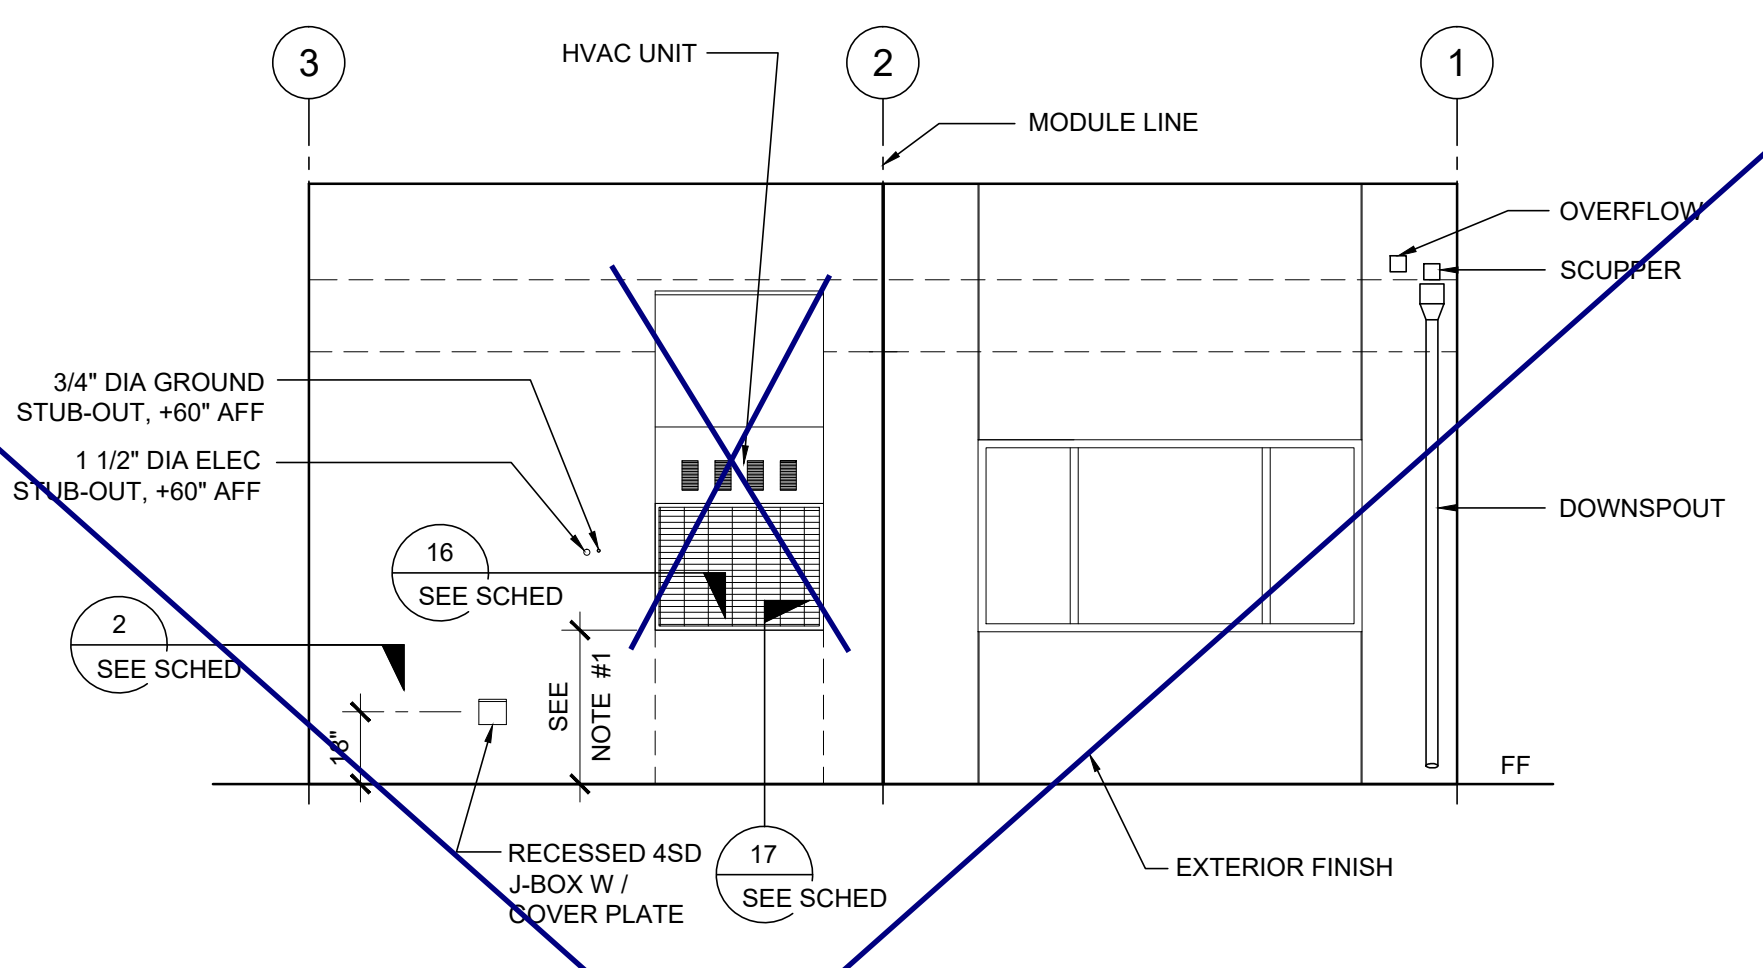 3
HVAC UNIT
2
1
MODULE LINE
OVERFLOW
SCUPPER
3/4" DIA GROUND
STUB-OUT, +60" AFF
1 1/2" DIA ELEC
STUB-OUT, +60" AFF
DOWNSPOUT
16
SEE SCHED
2
SEE SCHED
SEE
NOTE #1
18"
FF
RECESSED 4SD
J-BOX W /
COVER PLATE
17
SEE SCHED
EXTERIOR FINISH